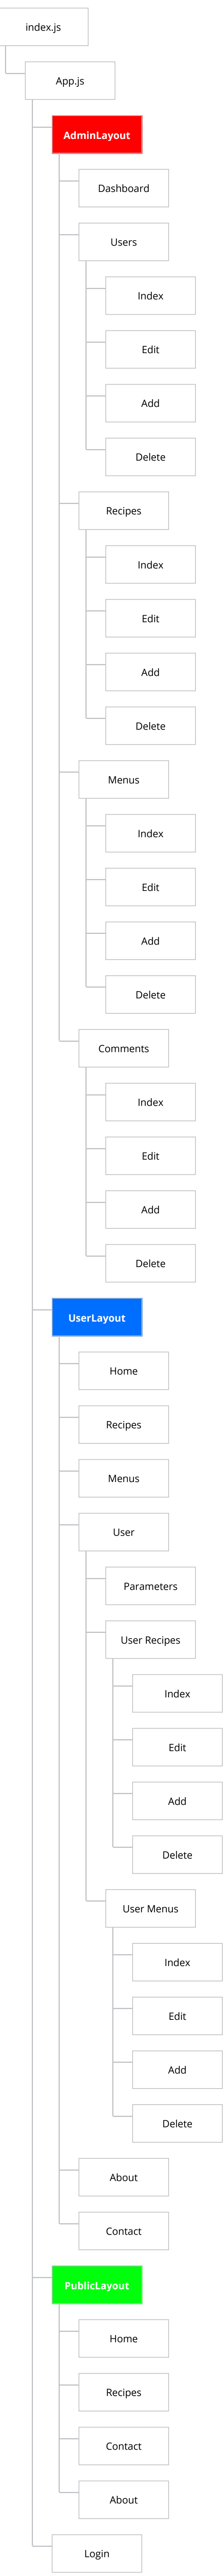 index.js
App.js
AdminLayout
Dashboard
Users
Index
Edit
Add
Delete
Recipes
Index
Edit
Add
Delete
Menus
Index
Edit
Add
Delete
Comments
Index
Edit
Add
Delete
UserLayout
Home
Recipes
Menus
User
Parameters
User Recipes
Index
Edit
Add
Delete
User Menus
Index
Edit
Add
Delete
About
Contact
PublicLayout
Home
Recipes
Contact
About
Login